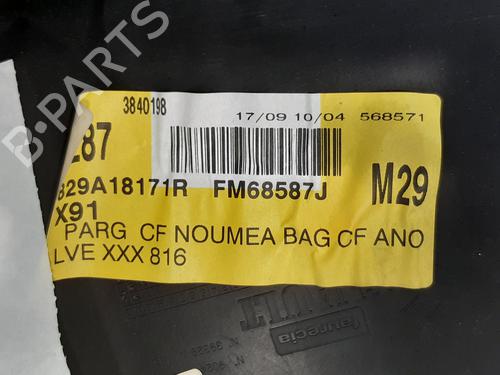 B-PARTS
3840198
17/09 10/04 568571
287
829A18171R FM68587J M29
X91
PARG CF NOUMEA BAG CF ANO
LVE XXX 816
faurecia